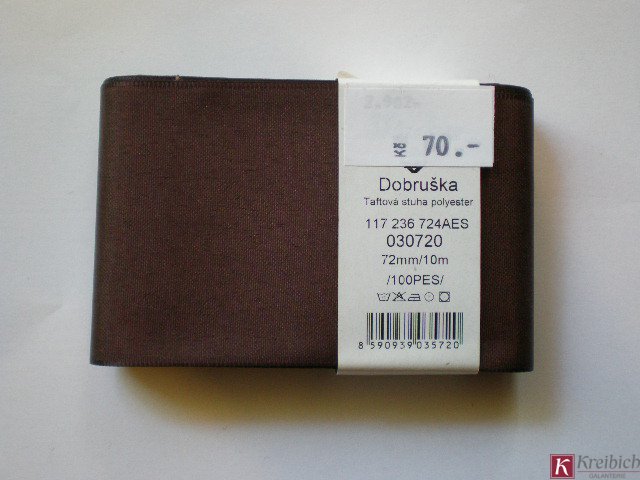 Kč 70.-
Dobruška
Taftová stuha polyester
117 236 724AES
030720
72mm/10m
/100PES/
8 590939 035720
K Kreibich
GALANTERIE